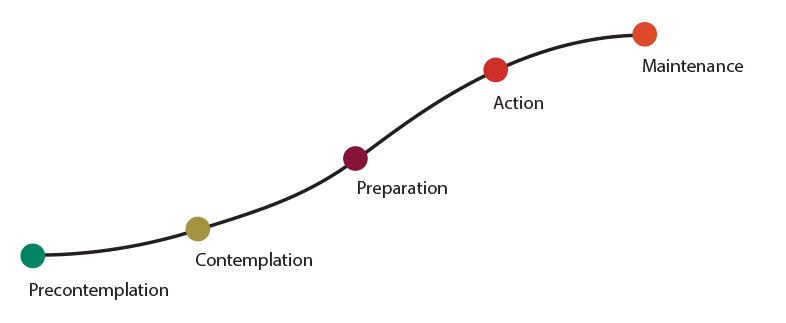 Maintenance
Action
Preparation
Contemplation
Precontemplation